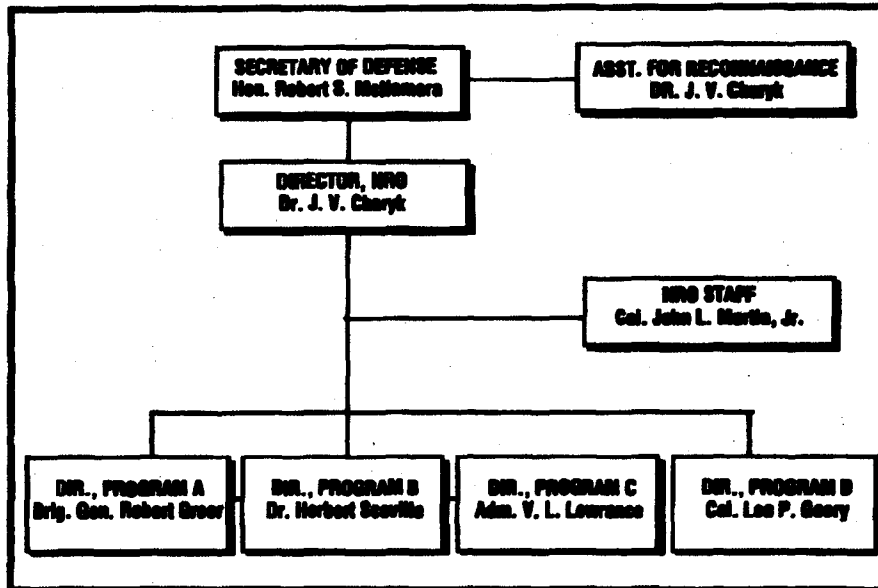 SECRETARY OF DEFENSE
Hon. Robert S. McNamara
ASST. FOR RECONNAISSANCE
DR. J. V. Charyk
DIRECTOR, NRO
Dr. J. V. Charyk
NRO STAFF
Col. John L. Martin, Jr.
DIR., PROGRAM A
Brig. Gen. Robert Greer
DIR., PROGRAM B
Dr. Herbert Scoville
DIR., PROGRAM C
Adm. V. L. Lowrance
DIR., PROGRAM D
Col. Leo P. Geary